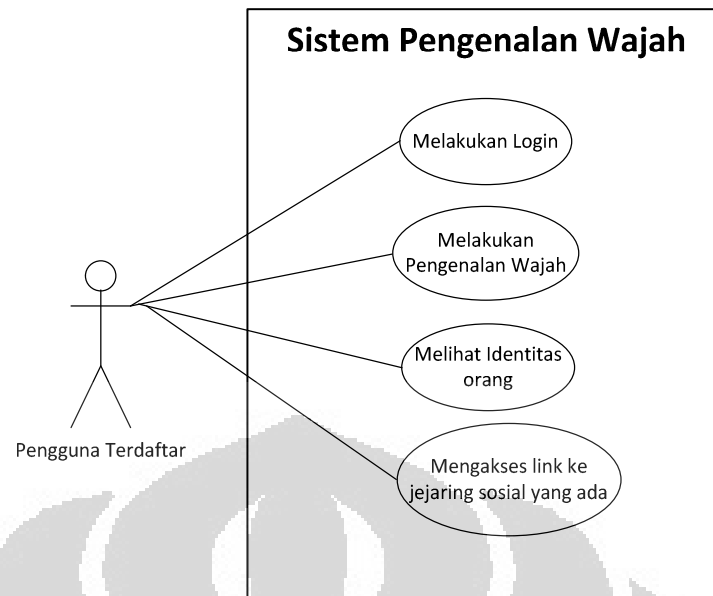 Sistem Pengenalan Wajah
Melakukan Login
Melakukan
Pengenalan Wajah
Melihat Identitas
orang
Pengguna Terdaftar
Mengakses link ke
jejaring sosial yang ada